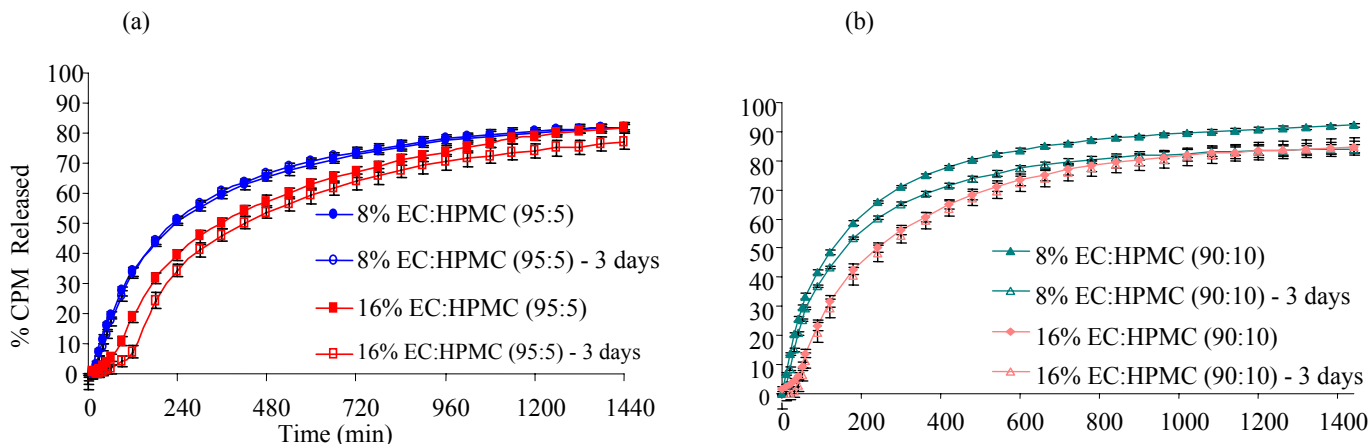 (a)
(b)
% CPM Released
100
90
80
70
60
50
40
30
20
10
0
0 240 480 720 960 1200 1440
Time (min)
8% EC:HPMC (95:5)
8% EC:HPMC (95:5) - 3 days
16% EC:HPMC (95:5)
16% EC:HPMC (95:5) - 3 days
100
90
80
70
60
50
40
30
20
10
0
0 200 400 600 800 1000 1200 1400
8% EC:HPMC (90:10)
8% EC:HPMC (90:10) - 3 days
16% EC:HPMC (90:10)
16% EC:HPMC (90:10) - 3 days